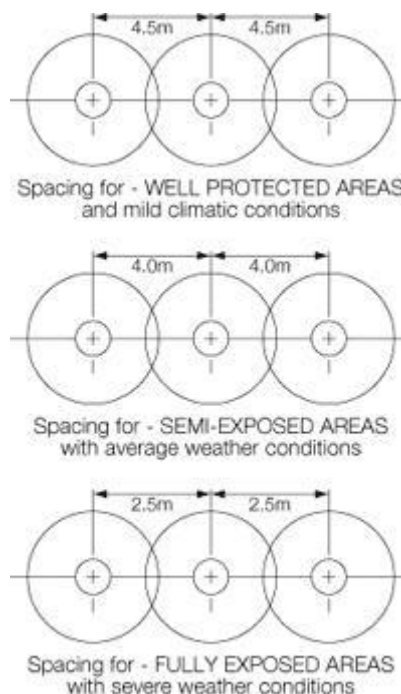 4.5m 4.5m
Spacing for - WELL PROTECTED AREAS
and mild climatic conditions
4.0m 4.0m
Spacing for - SEMI-EXPOSED AREAS
with average weather conditions
2.5m 2.5m
Spacing for - FULLY EXPOSED AREAS
with severe weather conditions